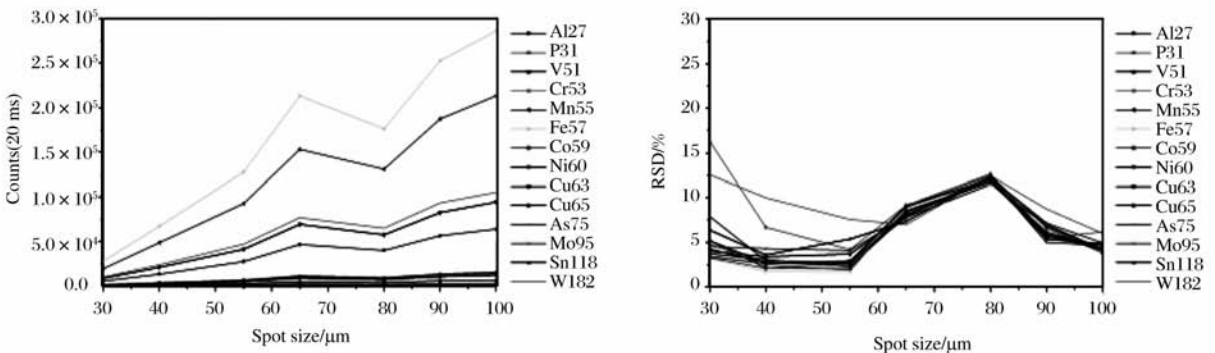 3.0 × 10⁵
2.5 × 10⁵
2.0 × 10⁵
1.5 × 10⁵
1.0 × 10⁵
5.0 × 10⁴
0.0
Counts(20 ms)
30 40 50 60 70 80 90 100
Spot size/μm
Al27
P31
V51
Cr53
Mn55
Fe57
Co59
Ni60
Cu63
Cu65
As75
Mo95
Sn118
W182
30
25
20
15
10
5
0
RSD/%
30 40 50 60 70 80 90 100
Spot size/μm
Al27
P31
V51
Cr53
Mn55
Fe57
Co59
Ni60
Cu63
Cu65
As75
Mo95
Sn118
W182